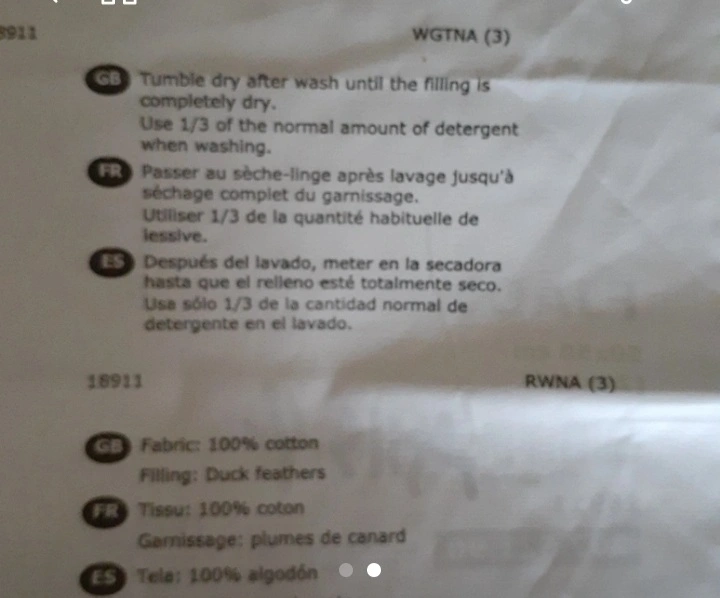 8911
WGTNA (3)
GB Tumble dry after wash until the filling is
completely dry.
Use 1/3 of the normal amount of detergent
when washing.
FR Passer au sèche-linge après lavage jusqu'à
séchage complet du garnissage.
Utiliser 1/3 de la quantité habituelle de
lessive.
ES Después del lavado, meter en la secadora
hasta que el relleno esté totalmente seco.
Usa sólo 1/3 de la cantidad normal de
detergente en el lavado.
18911
RWNA (3)
GB Fabric: 100% cotton
Filling: Duck feathers
FR Tissu: 100% coton
Garnissage: plumes de canard
ES Tela: 100% algodón